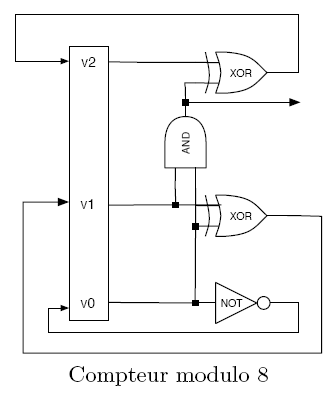 v2
XOR
AND
v1
XOR
v0
NOT
Compteur modulo 8